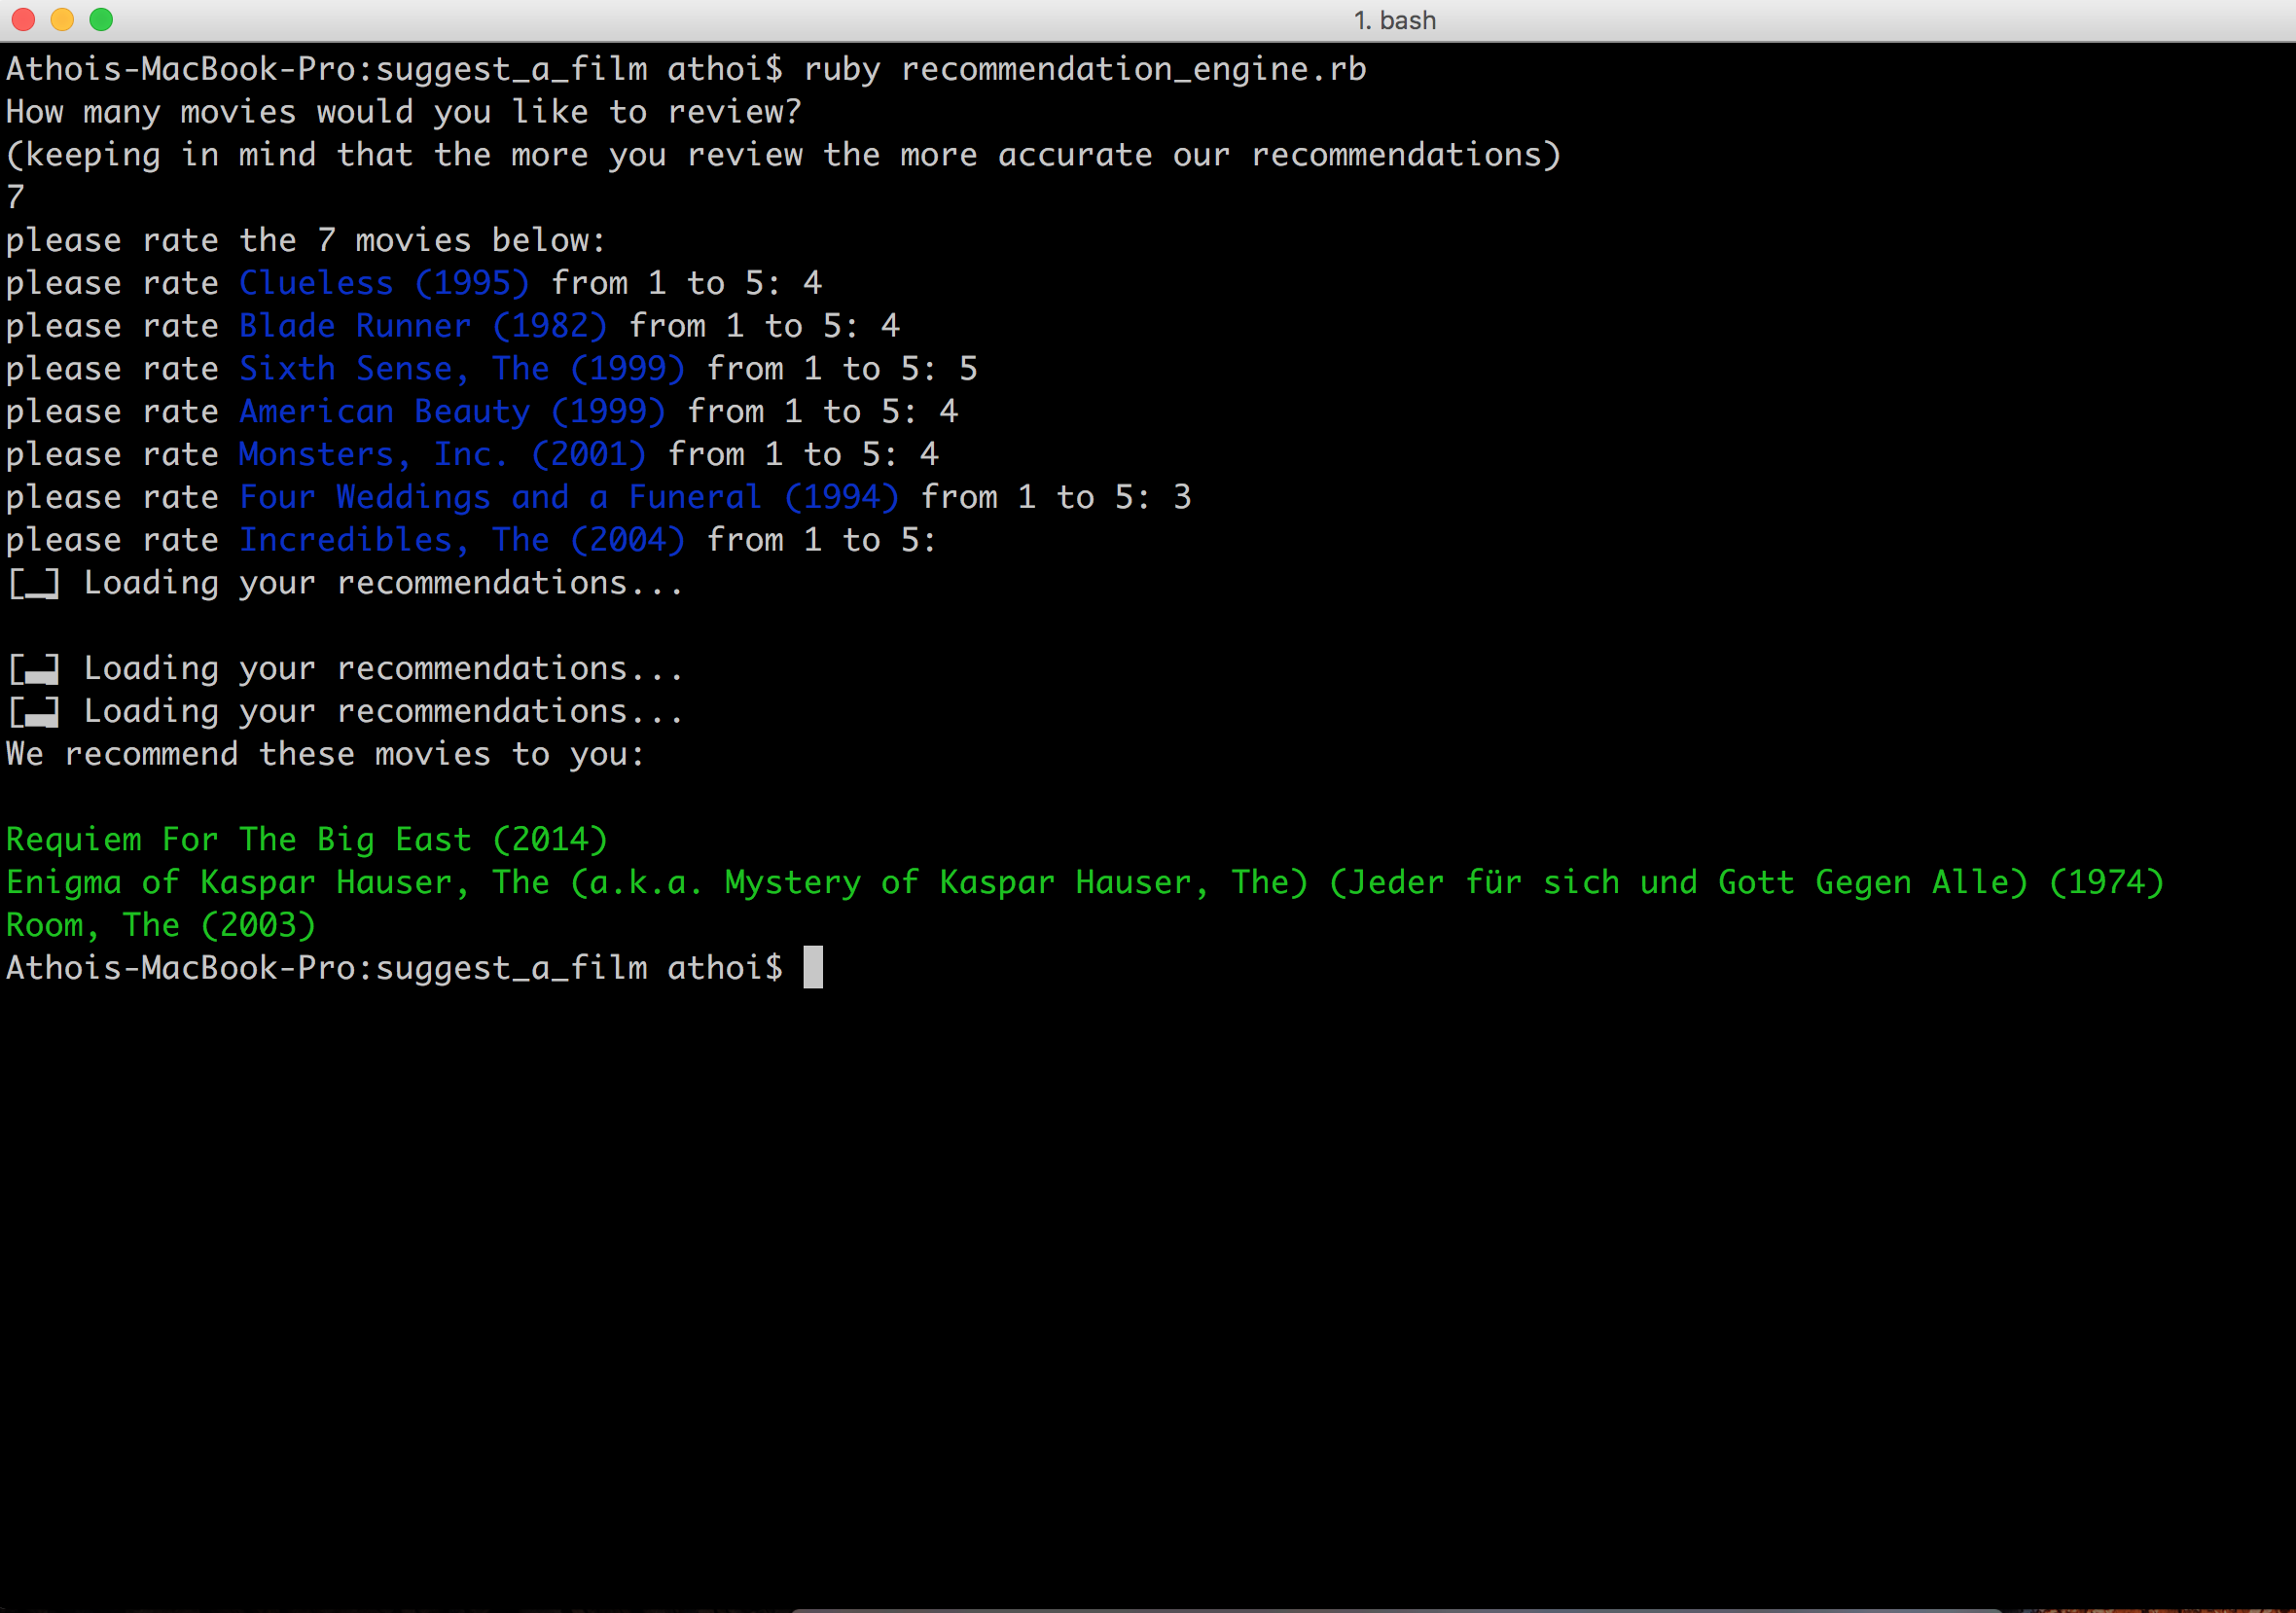 1. bash
Athois-MacBook-Pro:suggest_a_film athoi$ ruby recommendation_engine.rb
How many movies would you like to review?
(keeping in mind that the more you review the more accurate our recommendations)
7
please rate the 7 movies below:
please rate Clueless (1995) from 1 to 5: 4
please rate Blade Runner (1982) from 1 to 5: 4
please rate Sixth Sense, The (1999) from 1 to 5: 5
please rate American Beauty (1999) from 1 to 5: 4
please rate Monsters, Inc. (2001) from 1 to 5: 4
please rate Four Weddings and a Funeral (1994) from 1 to 5: 3
please rate Incredibles, The (2004) from 1 to 5:
[▁] Loading your recommendations...
[▃] Loading your recommendations...
[▃] Loading your recommendations...
We recommend these movies to you:
Requiem For The Big East (2014)
Enigma of Kaspar Hauser, The (a.k.a. Mystery of Kaspar Hauser, The) (Jeder für sich und Gott Gegen Alle) (1974)
Room, The (2003)
Athois-MacBook-Pro:suggest_a_film athoi$